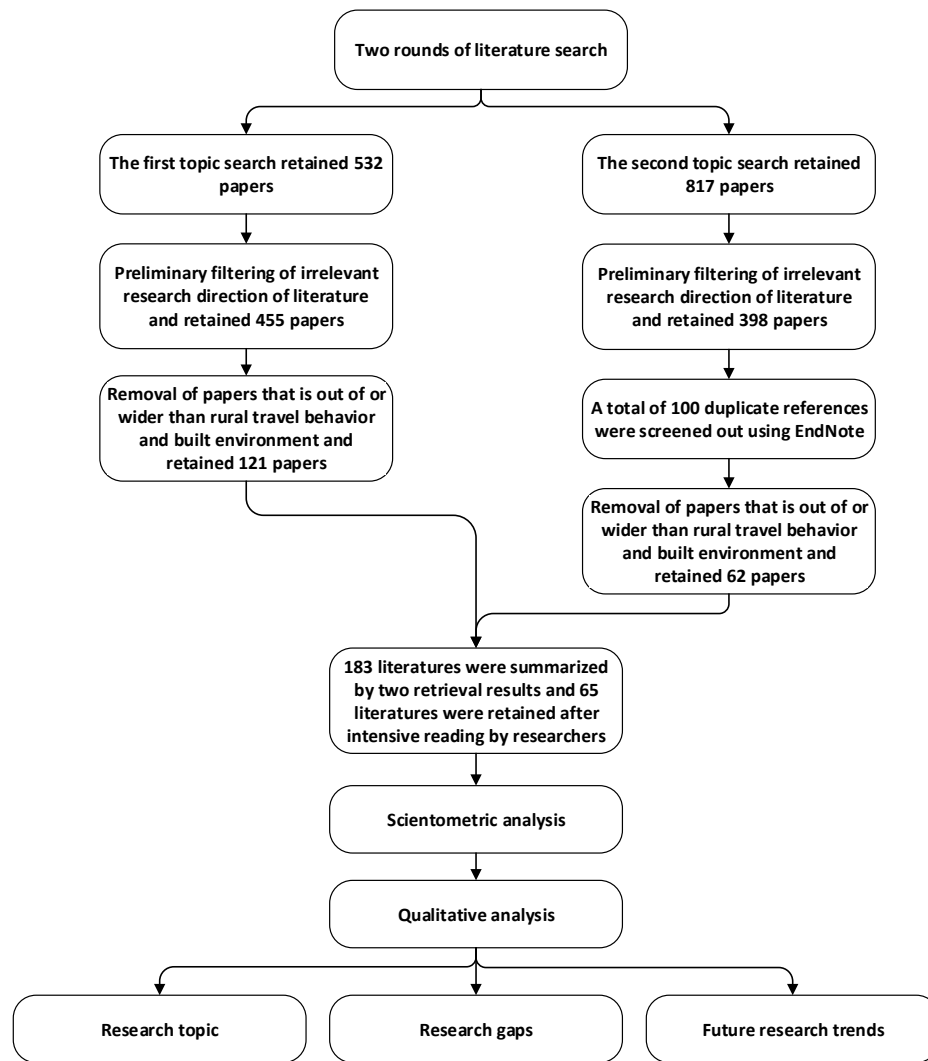 Two rounds of literature search
The first topic search retained 532
papers
The second topic search retained
817 papers
Preliminary filtering of irrelevant
research direction of literature
and retained 455 papers
Preliminary filtering of irrelevant
research direction of literature
and retained 398 papers
Removal of papers that is out of or
wider than rural travel behavior
and built environment and
retained 121 papers
A total of 100 duplicate references
were screened out using EndNote
Removal of papers that is out of or
wider than rural travel behavior
and built environment and
retained 62 papers
183 literatures were summarized
by two retrieval results and 65
literatures were retained after
intensive reading by researchers
Scientometric analysis
Qualitative analysis
Research topic
Research gaps
Future research trends